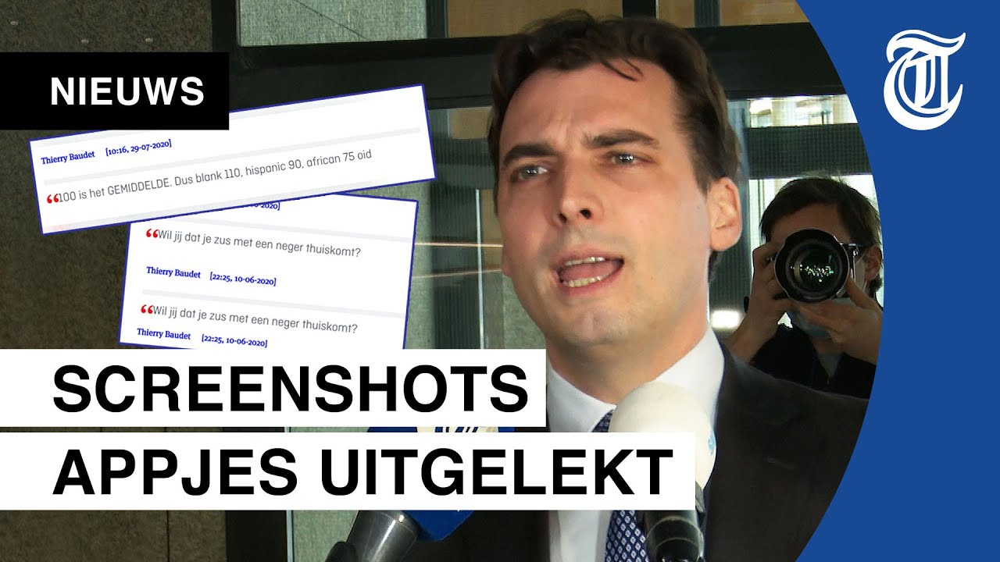 NIEUWS
Thierry Baudet [10:16, 29-07-2020]
“100 is het GEMIDDELDE. Dus blank 110, hispanic 90, african 75 oid
-2020]
“Wil jij dat je zus met een neger thuiskomt?
Thierry Baudet [22:25, 10-06-2020]
“Wil jij dat je zus met een neger thuiskomt?
Thierry Baudet [22:25, 10-06-2020]
SCREENSHOTS
APPJES UITGELEKT
T